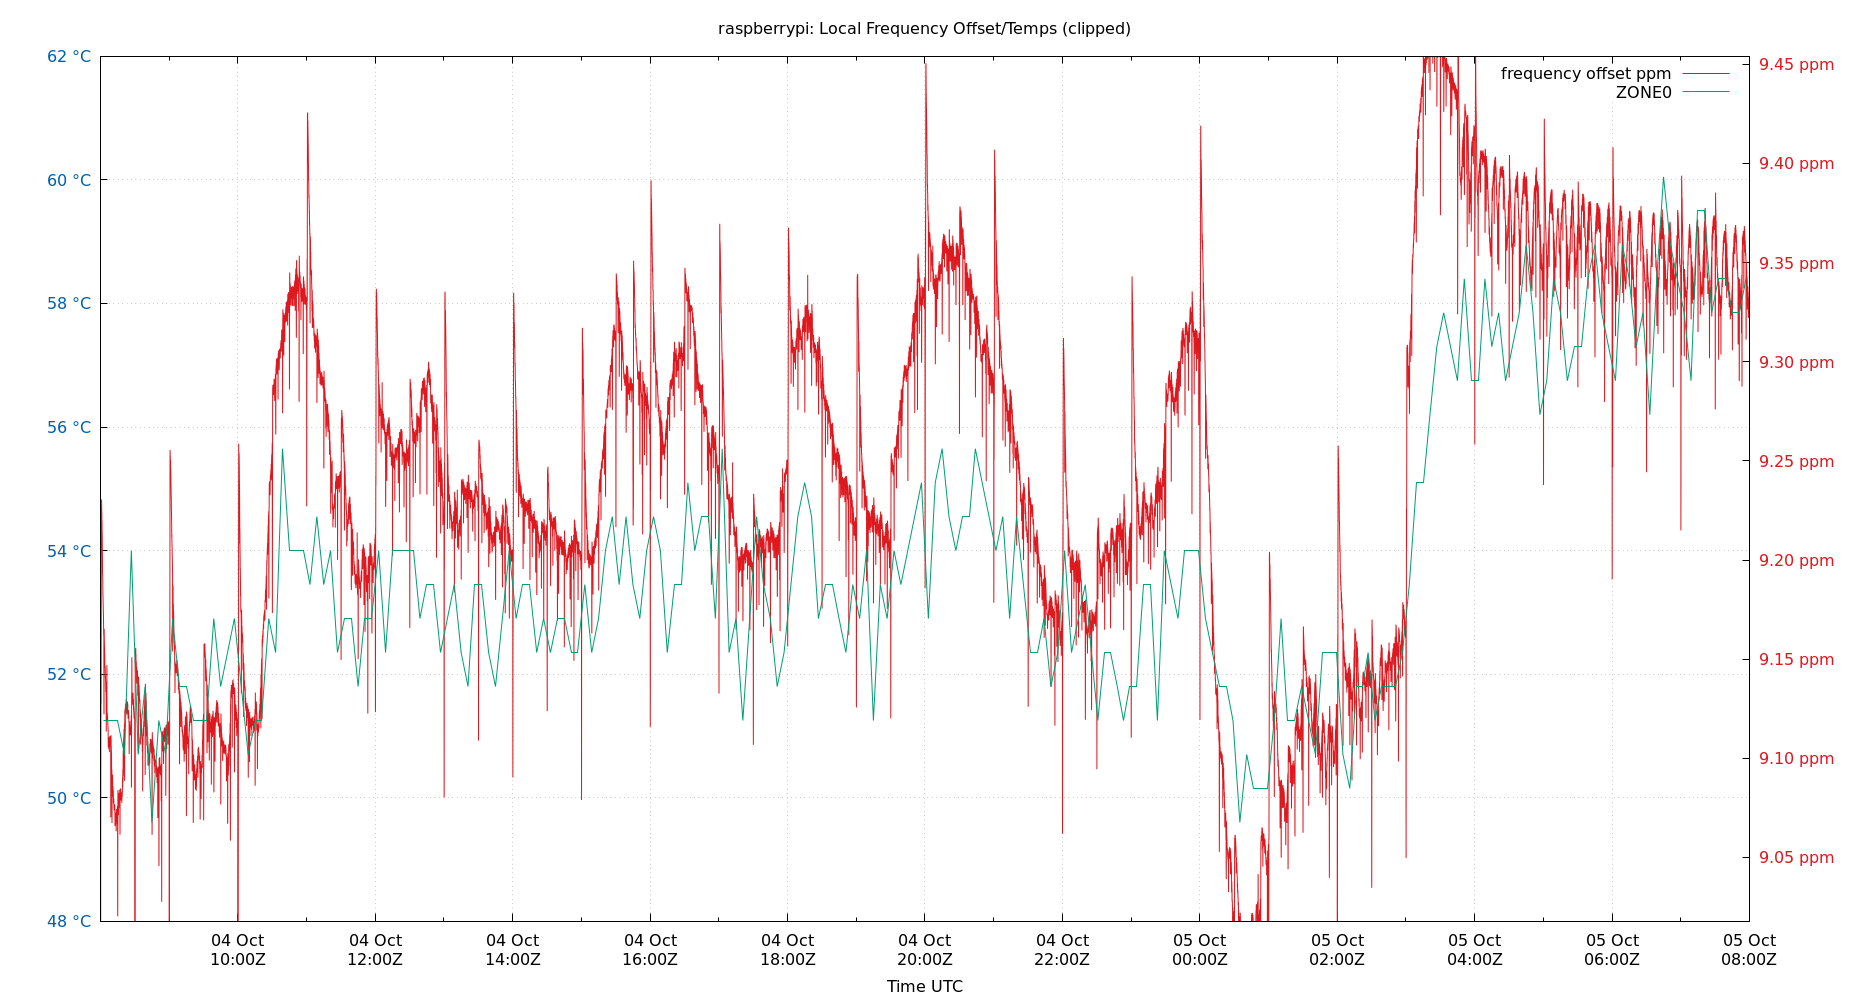 raspberrypi: Local Frequency Offset/Temps (clipped)
frequency offset ppm
ZONE0
62 °C
60 °C
58 °C
56 °C
54 °C
52 °C
50 °C
48 °C
9.45 ppm
9.40 ppm
9.35 ppm
9.30 ppm
9.25 ppm
9.20 ppm
9.15 ppm
9.10 ppm
9.05 ppm
04 Oct
10:00Z
04 Oct
12:00Z
04 Oct
14:00Z
04 Oct
16:00Z
04 Oct
18:00Z
04 Oct
20:00Z
04 Oct
22:00Z
05 Oct
00:00Z
05 Oct
02:00Z
05 Oct
04:00Z
05 Oct
06:00Z
05 Oct
08:00Z
Time UTC